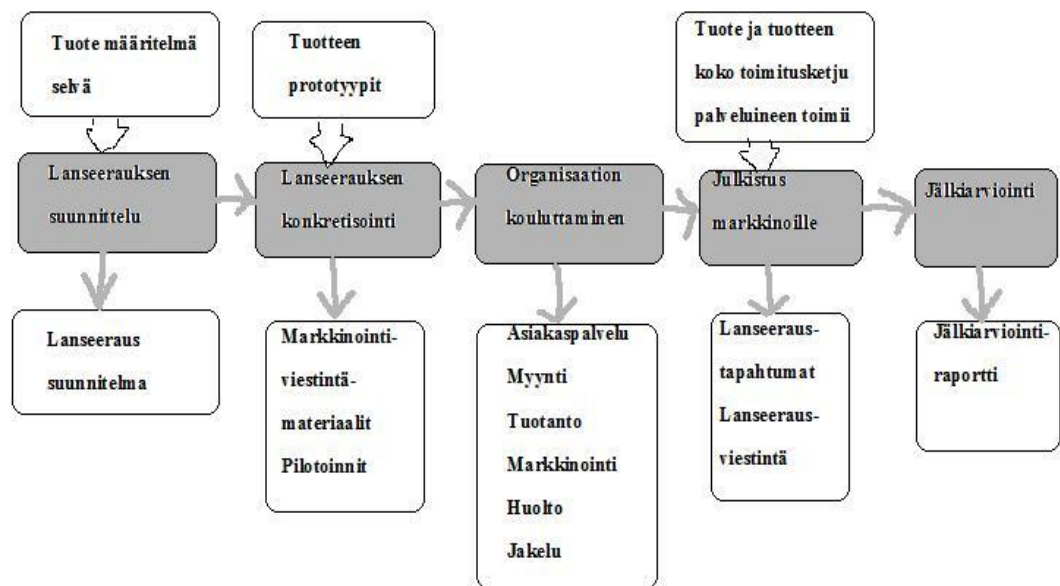 Tuote määritelmä
selvä
Tuotteen
prototyypit
Tuote ja tuotteen
koko toimitusketju
palveluineen toimii
Lanseerauksen
suunnittelu
Lanseerauksen
konkretisointi
Organisaation
kouluttaminen
Julkistus
markkinoille
Jälkiarviointi
Lanseeraus
suunnitelma
Markkinointi-
viestintä-
materiaalit
Pilotoinnit
Asiakaspalvelu
Myynti
Tuotanto
Markkinointi
Huolto
Jakelu
Lanseeraus-
tapahtumat
Lanseeraus-
viestintä
Jälkiarviointi-
raportti